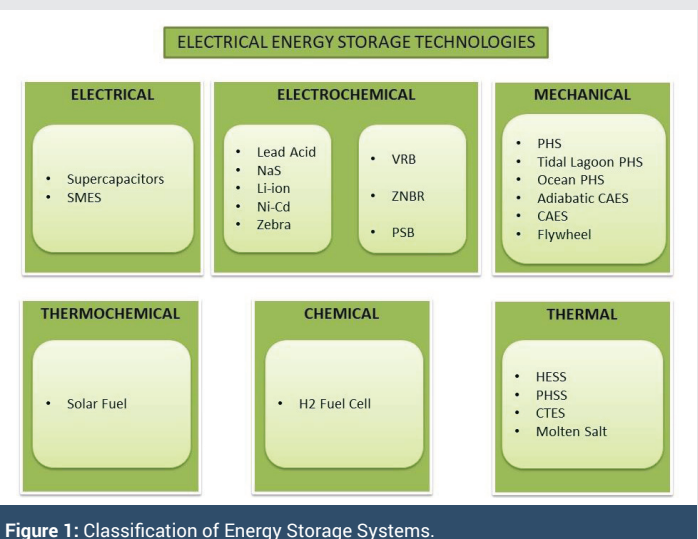 ELECTRICAL ENERGY STORAGE TECHNOLOGIES
ELECTRICAL
• Supercapacitors
• SMES
ELECTROCHEMICAL
• Lead Acid
• NaS
• Li-ion
• Ni-Cd
• Zebra
• VRB
• ZNBR
• PSB
MECHANICAL
• PHS
• Tidal Lagoon PHS
• Ocean PHS
• Adiabatic CAES
• CAES
• Flywheel
THERMOCHEMICAL
• Solar Fuel
CHEMICAL
• H2 Fuel Cell
THERMAL
• HESS
• PHSS
• CTES
• Molten Salt
Figure 1: Classification of Energy Storage Systems.